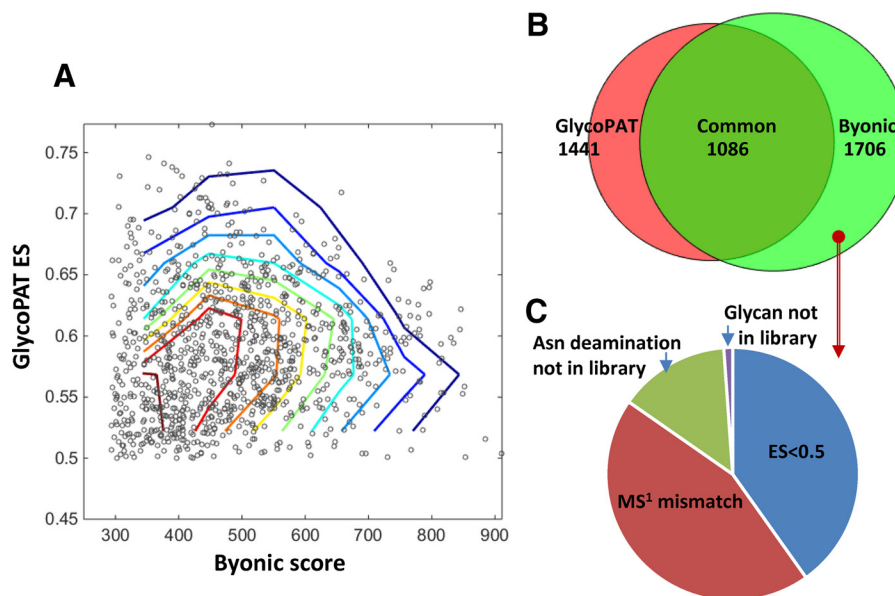 A
GlycoPAT ES
0.75
0.7
0.65
0.6
0.55
0.5
0.45
300 400 500 600 700 800 900
Byonic score
B
GlycoPAT
1441
Common
1086
Byonic
1706
C
Glycan not
in library
Asn deamination
not in library
ES<0.5
MS¹ mismatch